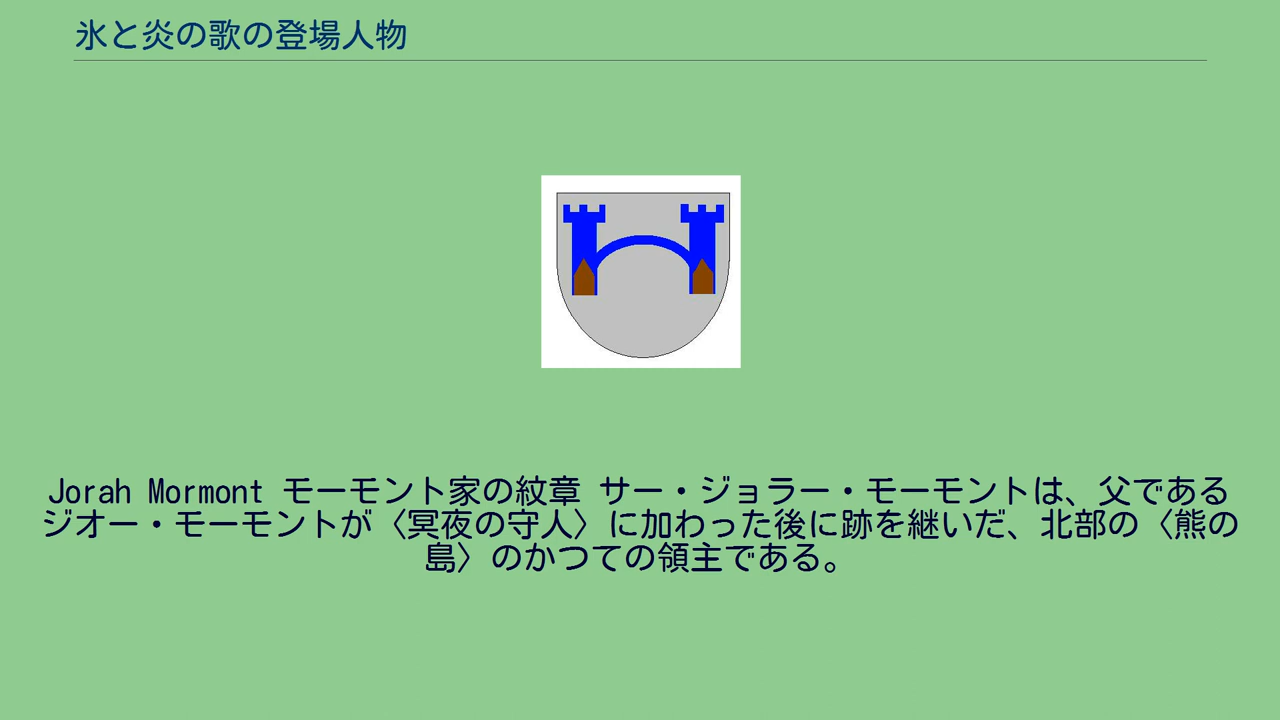 氷と炎の歌の登場人物
Jorah Mormont モーモント家の紋章 サー・ジョラー・モーモントは、父である
ジオー・モーモントが〈冥夜の守人〉に加わった後に跡を継いだ、北部の〈熊の
島〉のかつての領主である。